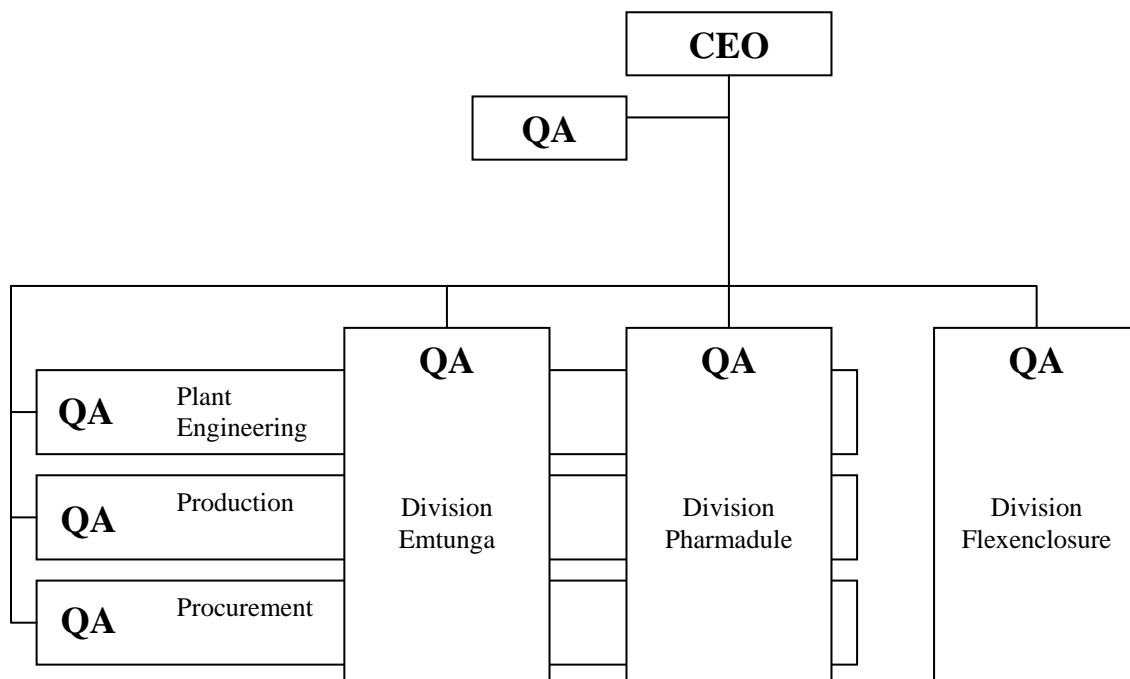 CEO
QA
QA
QA
QA
QA
Plant
Engineering
QA
Production
Division
Emtunga
Division
Pharmadule
Division
Flexenclosure
QA
Procurement